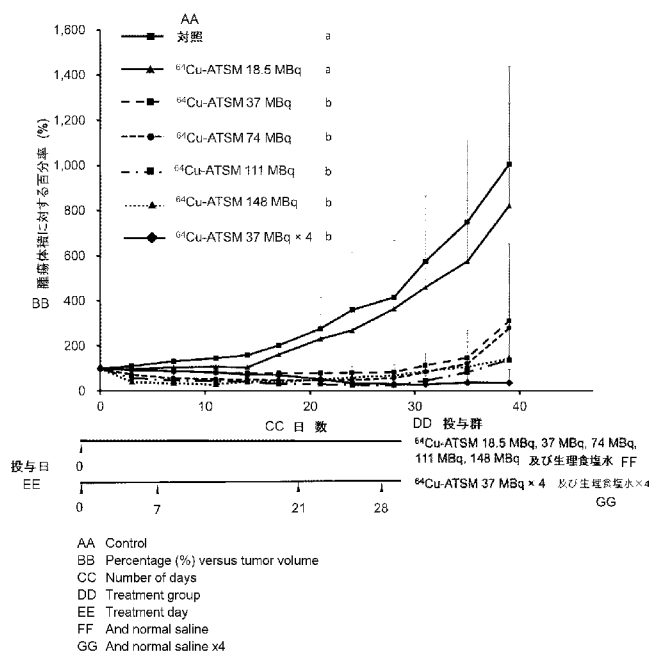 AA
対照 a
⁶⁴Cu-ATSM 18.5 MBq a
⁶⁴Cu-ATSM 37 MBq b
⁶⁴Cu-ATSM 74 MBq b
⁶⁴Cu-ATSM 111 MBq b
⁶⁴Cu-ATSM 148 MBq b
⁶⁴Cu-ATSM 37 MBq × 4 b
BB 腫瘍体積に対する百分率 (%)
1,600
1,400
1,200
1,000
800
600
400
200
0
0 10 20 30 40
CC 日 数
DD 投与群
⁶⁴Cu-ATSM 18.5 MBq, 37 MBq, 74 MBq,
111 MBq, 148 MBq 及び生理食塩水 FF
投与日
EE
0
⁶⁴Cu-ATSM 37 MBq × 4 及び生理食塩水×4
GG
0 7 21 28
AA Control
BB Percentage (%) versus tumor volume
CC Number of days
DD Treatment group
EE Treatment day
FF And normal saline
GG And normal saline x4